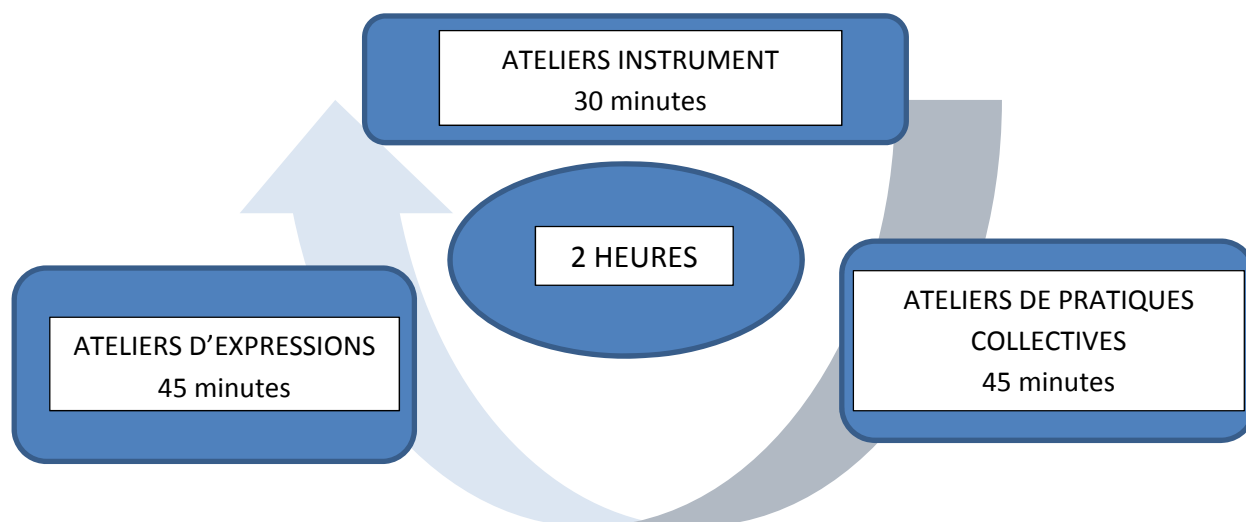 ATELIERS INSTRUMENT
30 minutes
2 HEURES
ATELIERS DE PRATIQUES
COLLECTIVES
45 minutes
ATELIERS D’EXPRESSIONS
45 minutes